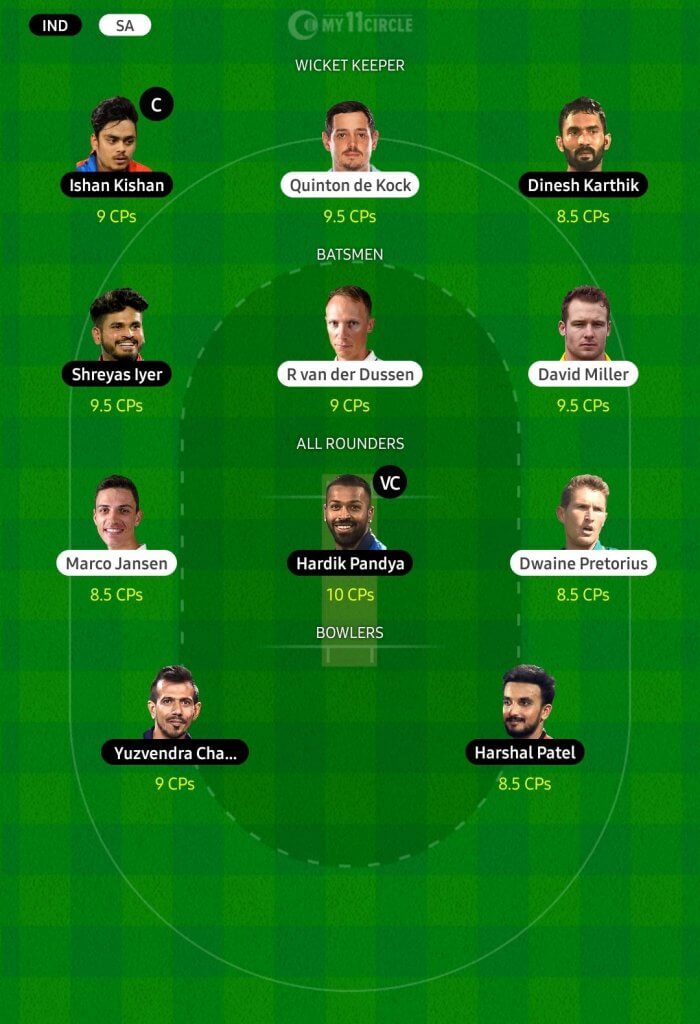 IND SA MY11CIRCLE
WICKET KEEPER
C
Ishan Kishan Quinton de Kock Dinesh Karthik
9 CPs 9.5 CPs 8.5 CPs
BATSMEN
Shreyas Iyer R van der Dussen David Miller
9.5 CPs 9 CPs 9.5 CPs
ALL ROUNDERS
VC
Marco Jansen Hardik Pandya Dwaine Pretorius
8.5 CPs 10 CPs 8.5 CPs
BOWLERS
Yuzvendra Cha... Harshal Patel
9 CPs 8.5 CPs